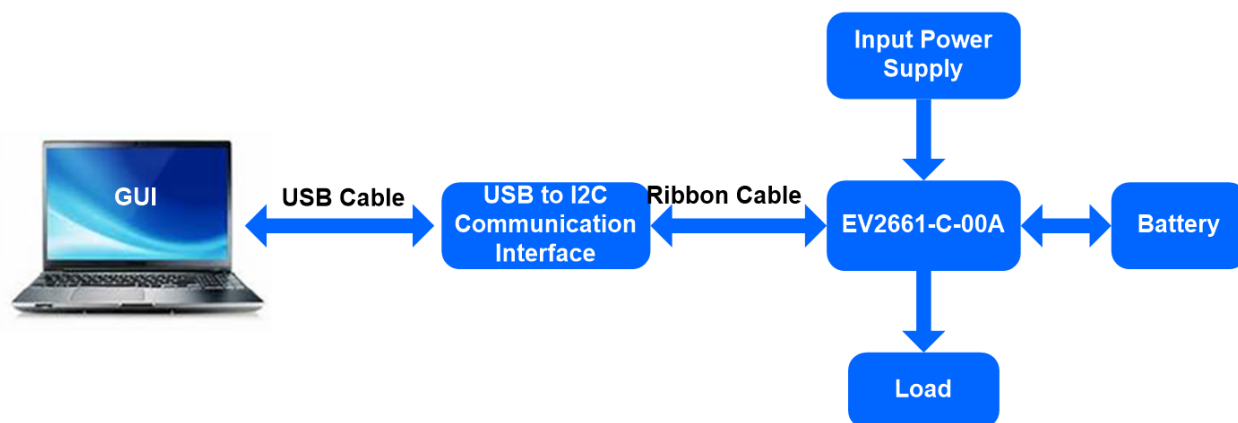 Input Power
Supply
GUI
USB Cable
USB to I2C
Communication
Interface
Ribbon Cable
EV2661-C-00A
Battery
Load